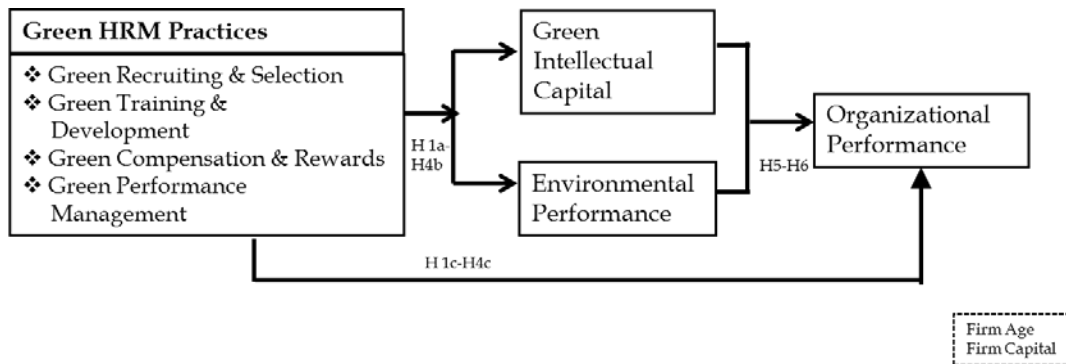 Green HRM Practices
❖ Green Recruiting & Selection
❖ Green Training &
Development
❖ Green Compensation & Rewards
❖ Green Performance
Management
H 1a-
H4b
Green
Intellectual
Capital
Environmental
Performance
H5-H6
Organizational
Performance
H 1c-H4c
Firm Age
Firm Capital